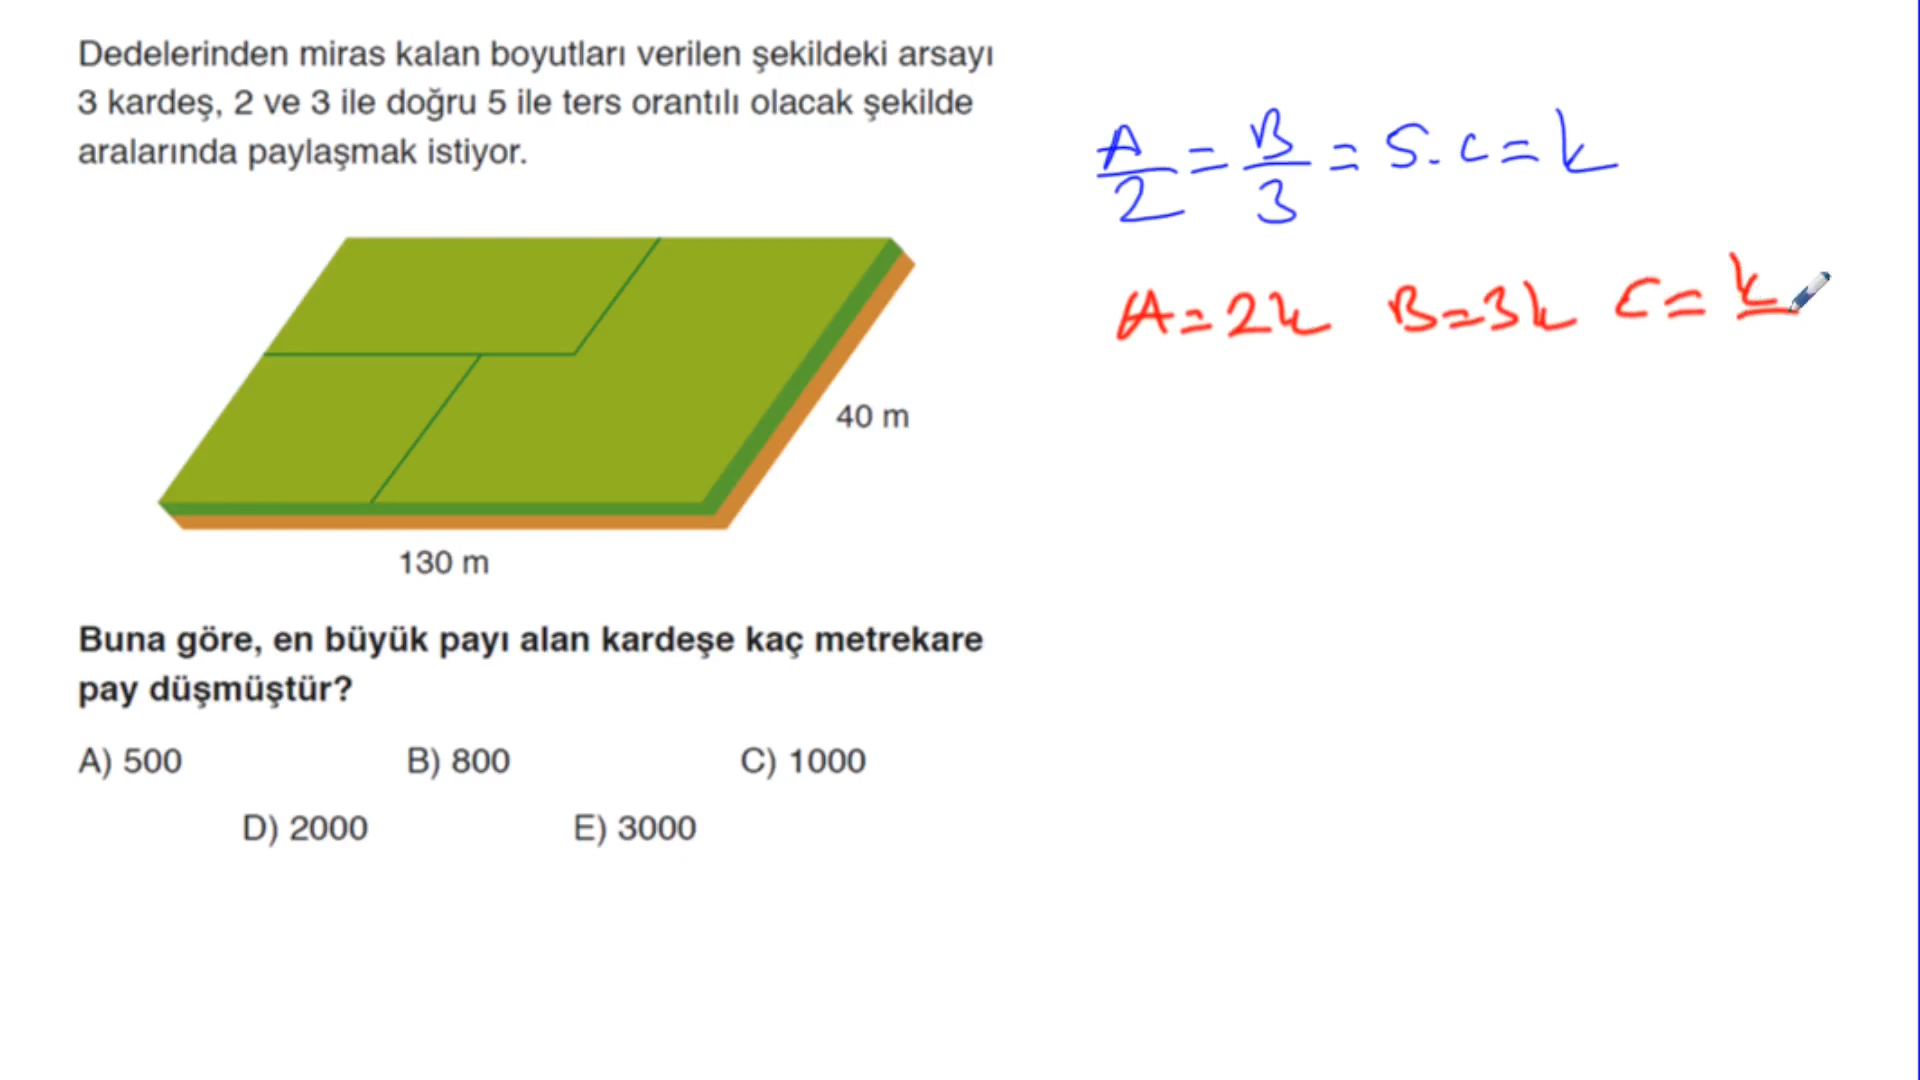 Dedelerinden miras kalan boyutları verilen şekildeki arsayı
3 kardeş, 2 ve 3 ile doğru 5 ile ters orantılı olacak şekilde
aralarında paylaşmak istiyor.
40 m
130 m
Buna göre, en büyük payı alan kardeşe kaç metrekare
pay düşmüştür?
A) 500 B) 800 C) 1000
D) 2000 E) 3000
A/2 = B/3 = 5.C = k
A=2k B=3k C=k